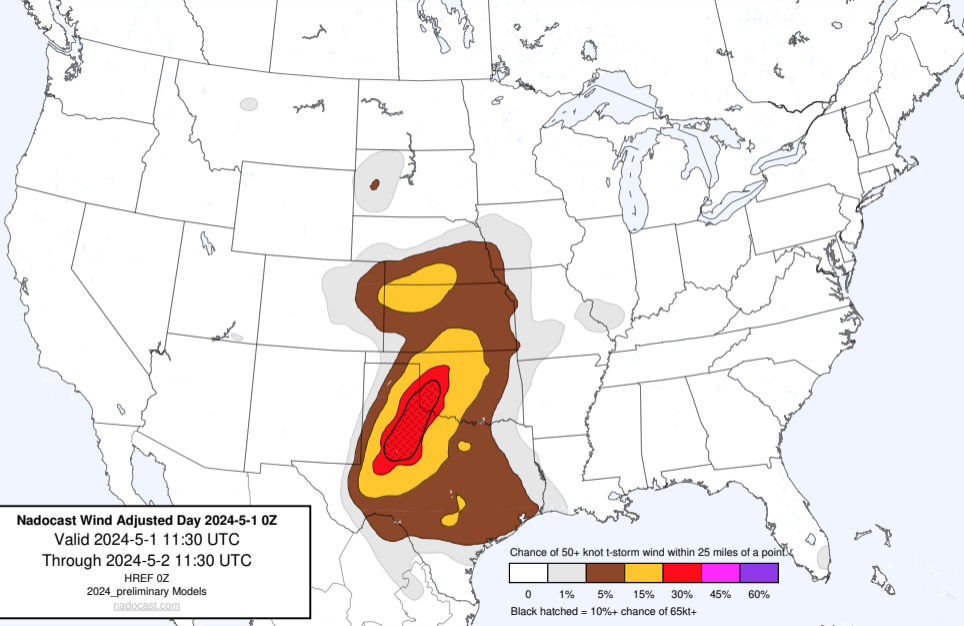 Nadocast Wind Adjusted Day 2024-5-1 0Z
Valid 2024-5-1 11:30 UTC
Through 2024-5-2 11:30 UTC
HREF 0Z
2024_preliminary Models
nadocast.com
Chance of 50+ knot t-storm wind within 25 miles of a point.
0 1% 5% 15% 30% 45% 60%
Black hatched = 10%+ chance of 65kt+